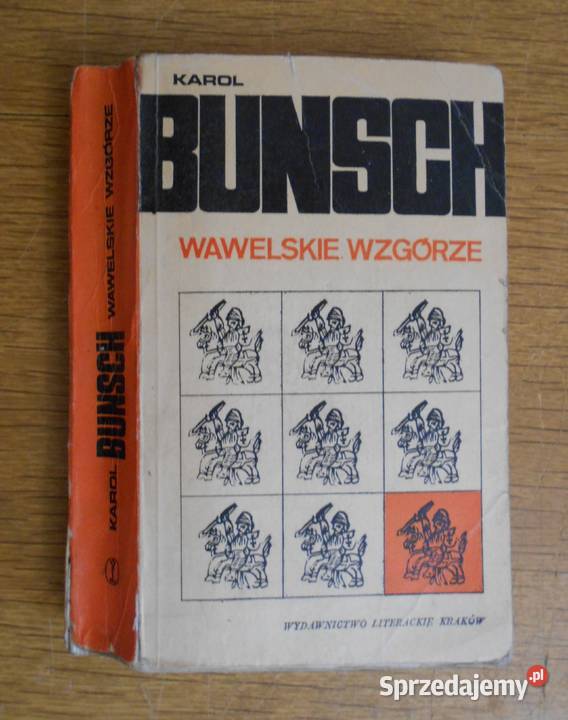 KAROL
BUNSCH
WAWELSKIE WZGÓRZE
WYDAWNICTWO LITERACKIE KRAKÓW
KAROL BUNSCH WAWELSKIE WZGÓRZE
Sprzedajemy.pl